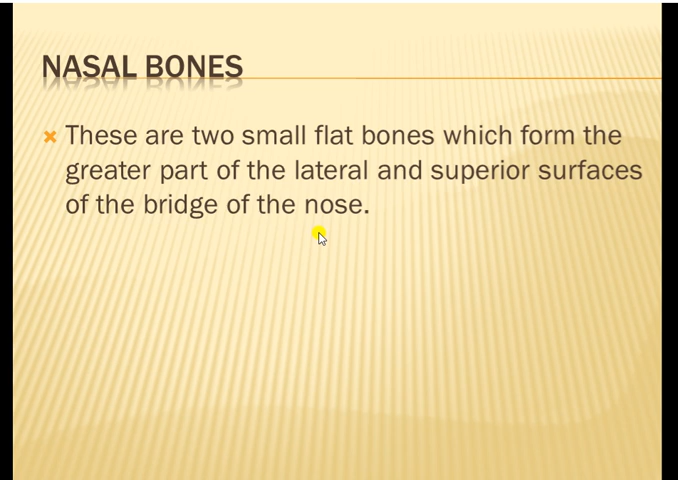 NASAL BONES
These are two small flat bones which form the
greater part of the lateral and superior surfaces
of the bridge of the nose.